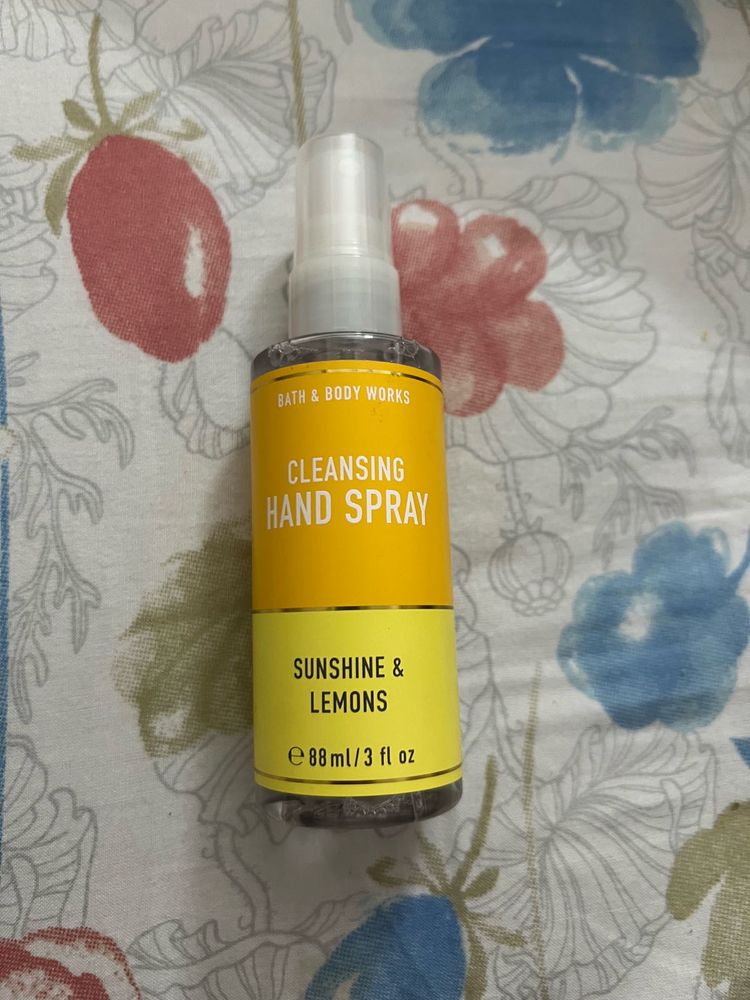 BATH & BODY WORKS
CLEANSING
HAND SPRAY
SUNSHINE &
LEMONS
℮ 88 ml/3 fl oz